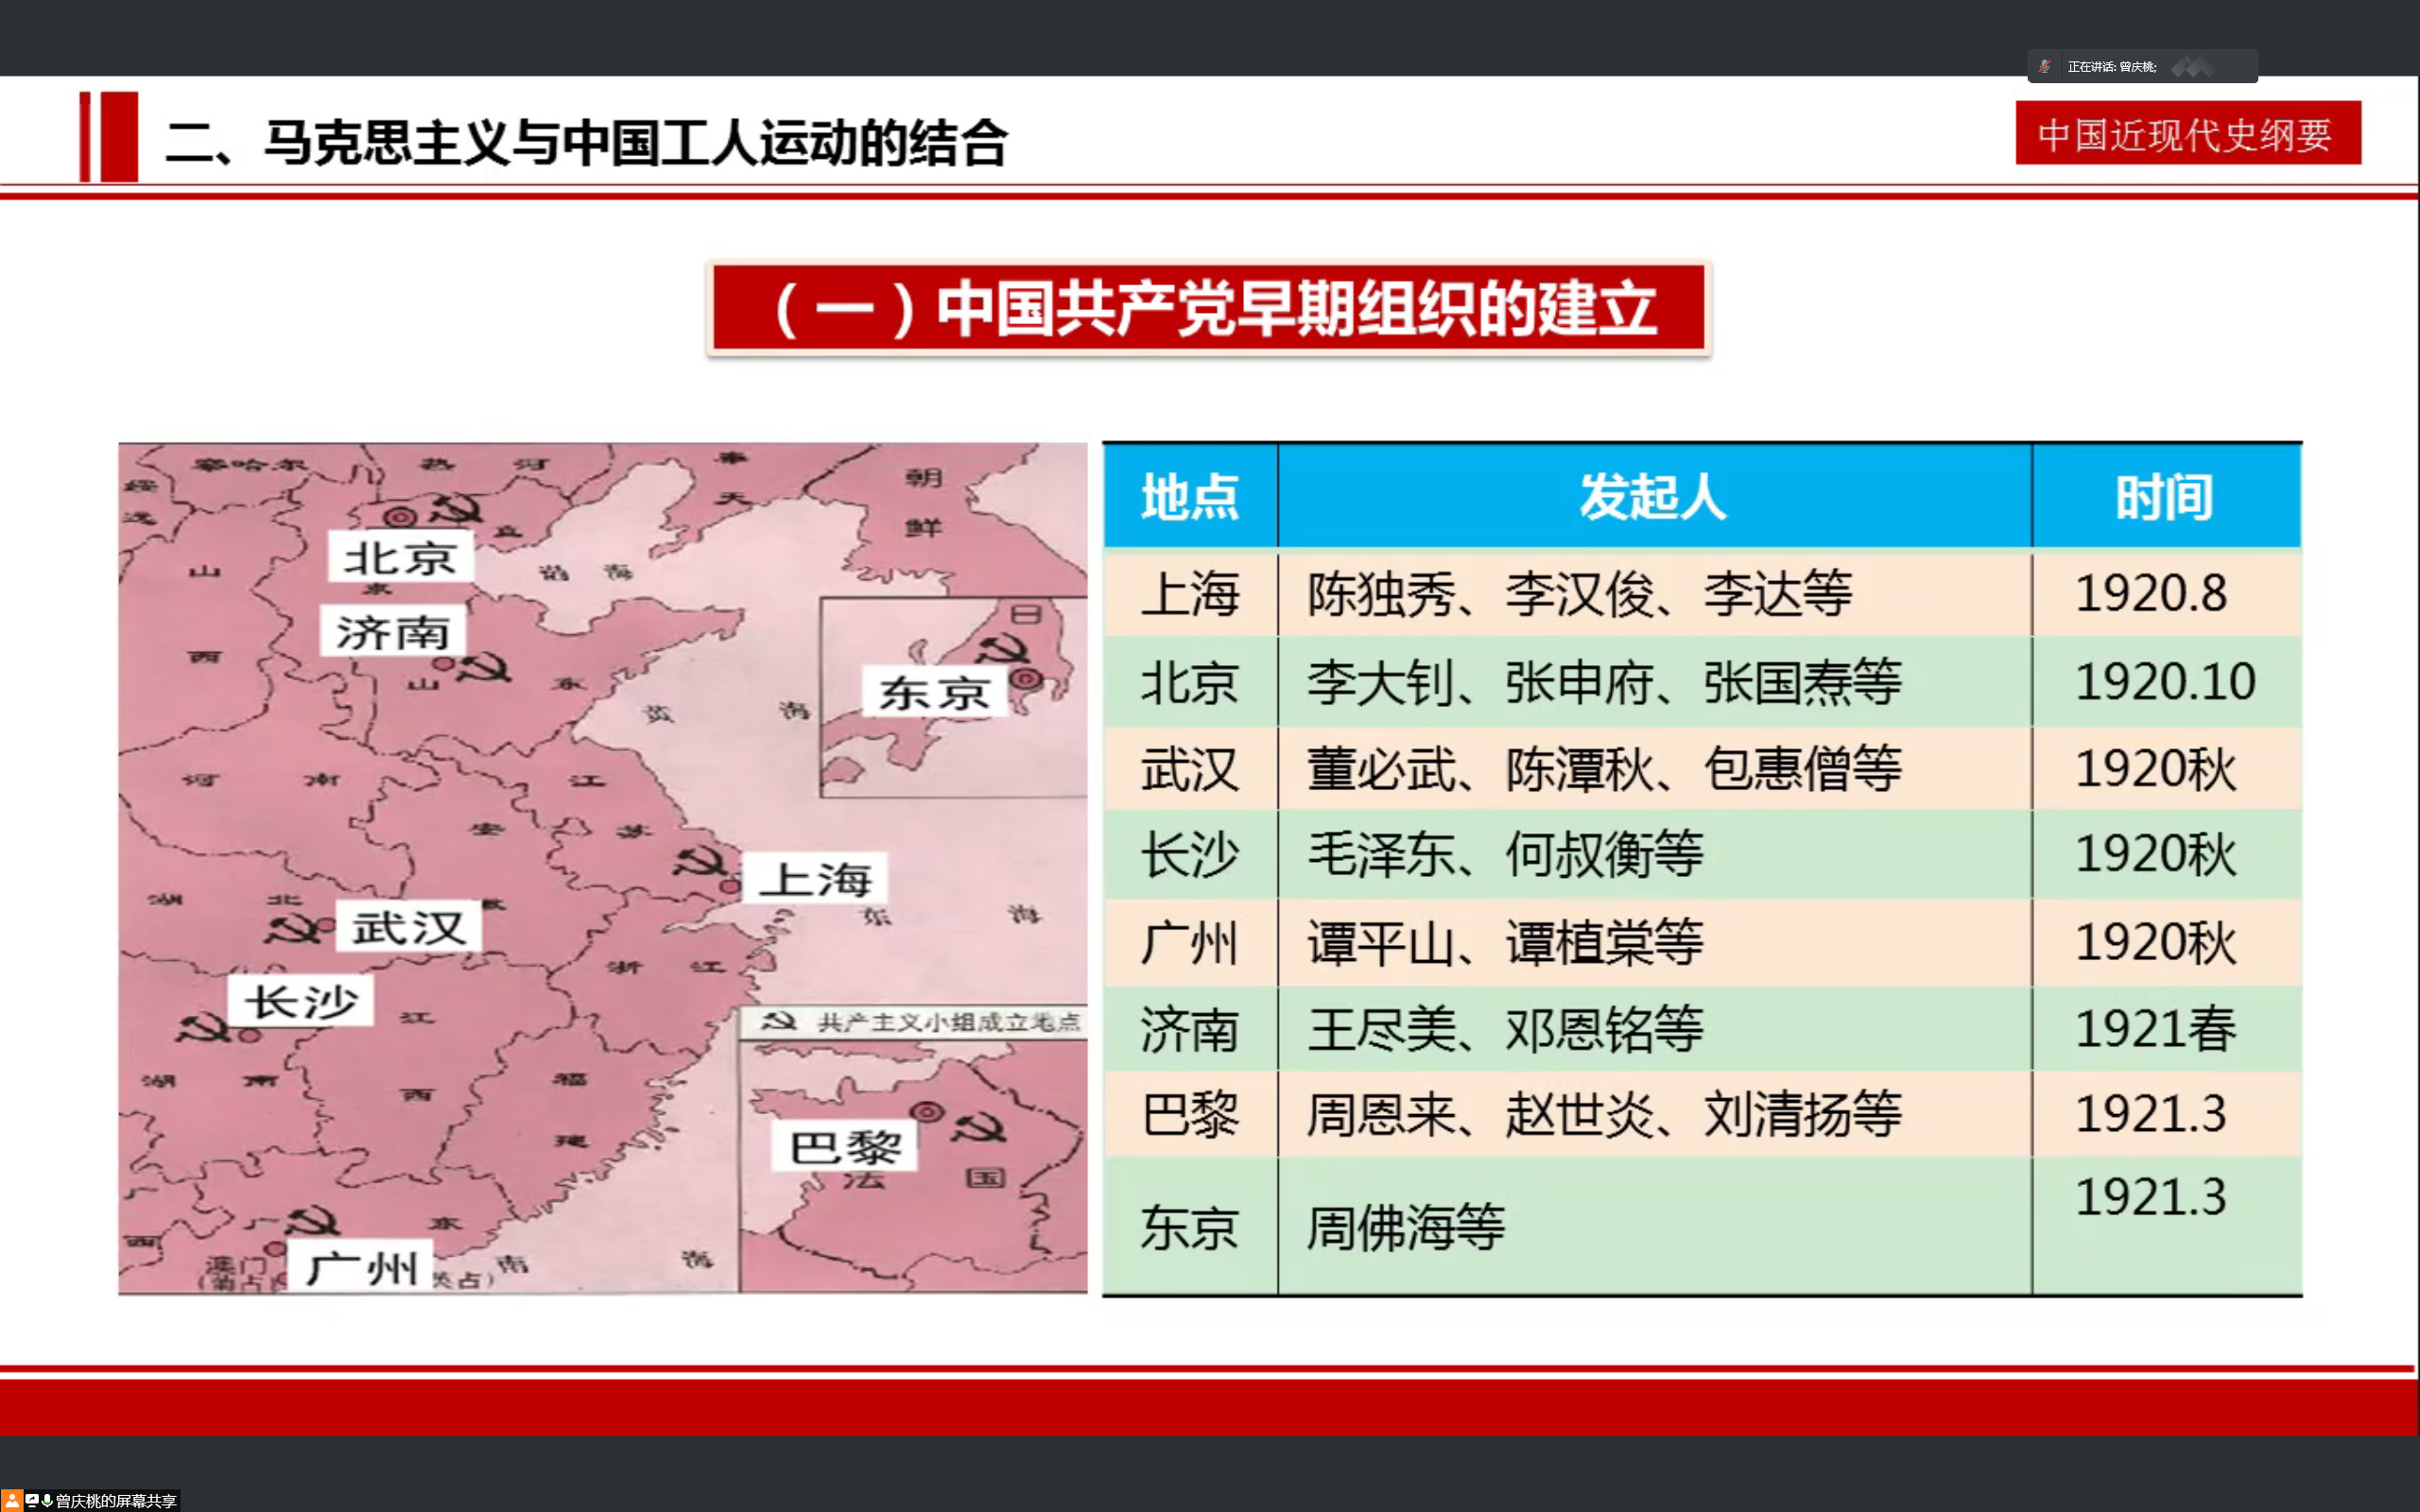 正在讲话: 曾庆桃;
二、马克思主义与中国工人运动的结合
中国近现代史纲要
（一）中国共产党早期组织的建立
察哈尔
热河
奉天
朝鲜
绥远
北京
直
山西
渤海
济南
山东
日
东京
黄海
河南
江苏
安
上海
湖北
武汉
东海
浙江
长沙
江西
共产主义小组成立地点
湖南
福建
巴黎
法国
广东
西
澳门
(葡占)
广州
英占)
南海
地点 发起人 时间
上海 陈独秀、李汉俊、李达等 1920.8
北京 李大钊、张申府、张国焘等 1920.10
武汉 董必武、陈潭秋、包惠僧等 1920秋
长沙 毛泽东、何叔衡等 1920秋
广州 谭平山、谭植棠等 1920秋
济南 王尽美、邓恩铭等 1921春
巴黎 周恩来、赵世炎、刘清扬等 1921.3
东京 周佛海等 1921.3
曾庆桃的屏幕共享